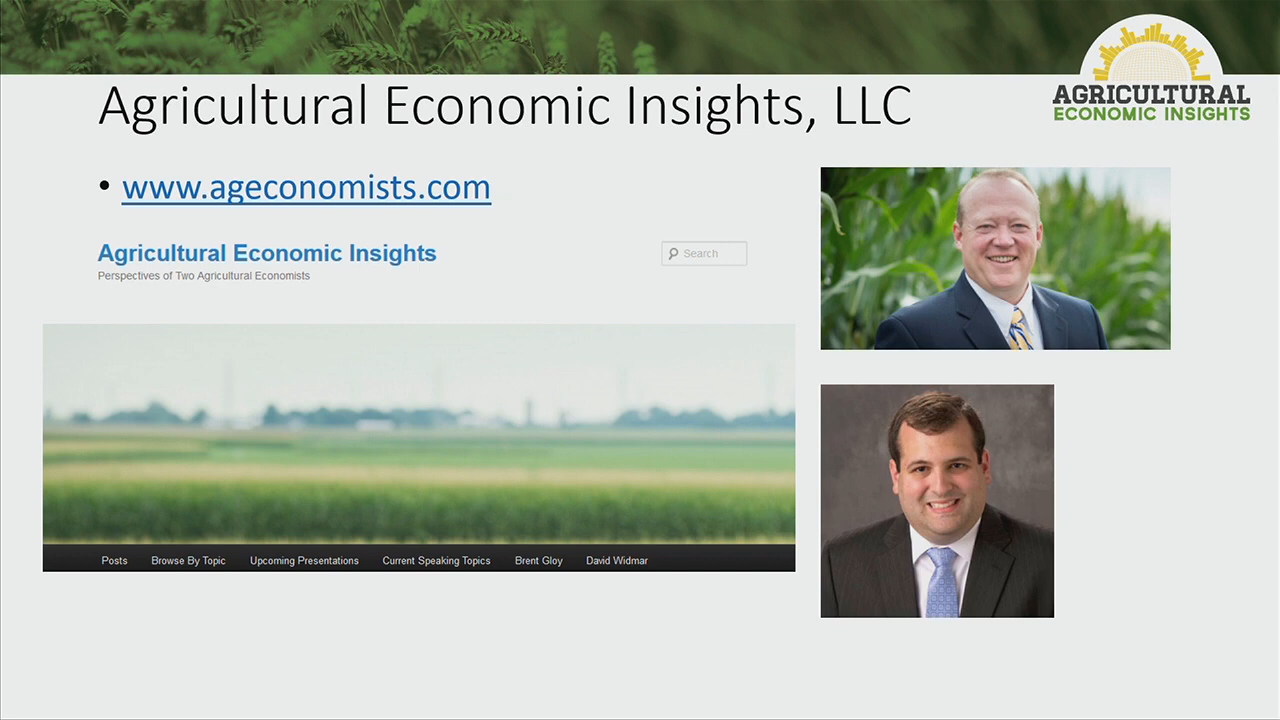 AGRICULTURAL
ECONOMIC INSIGHTS
Agricultural Economic Insights, LLC
• www.ageconomists.com
Agricultural Economic Insights
Perspectives of Two Agricultural Economists
Search
Posts Browse By Topic Upcoming Presentations Current Speaking Topics Brent Gloy David Widmar